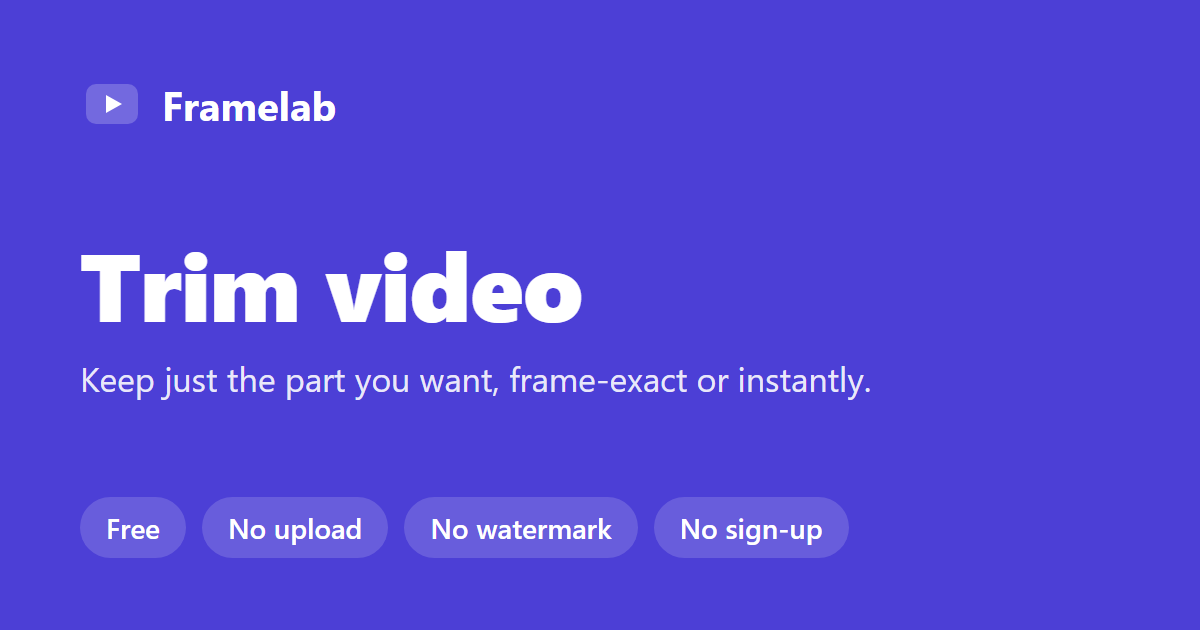 Framelab
Trim video
Keep just the part you want, frame-exact or instantly.
Free
No upload
No watermark
No sign-up